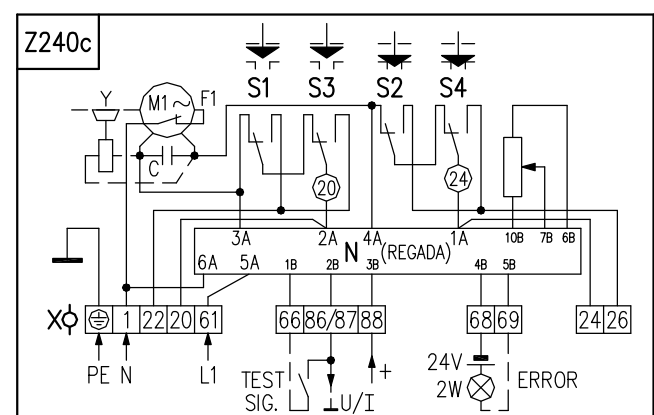 Z240c
S1 S3 S2 S4
Y M1 ~ F1
C
20 24
3A 2A 4A 1A 10B 7B 6B
N (REGADA)
6A 5A 1B 2B 3B 4B 5B
X 1 22 20 61 66 86/87 88 68 69 24 26
PE N L1
TEST SIG.
U/I
+
24V
2W
ERROR